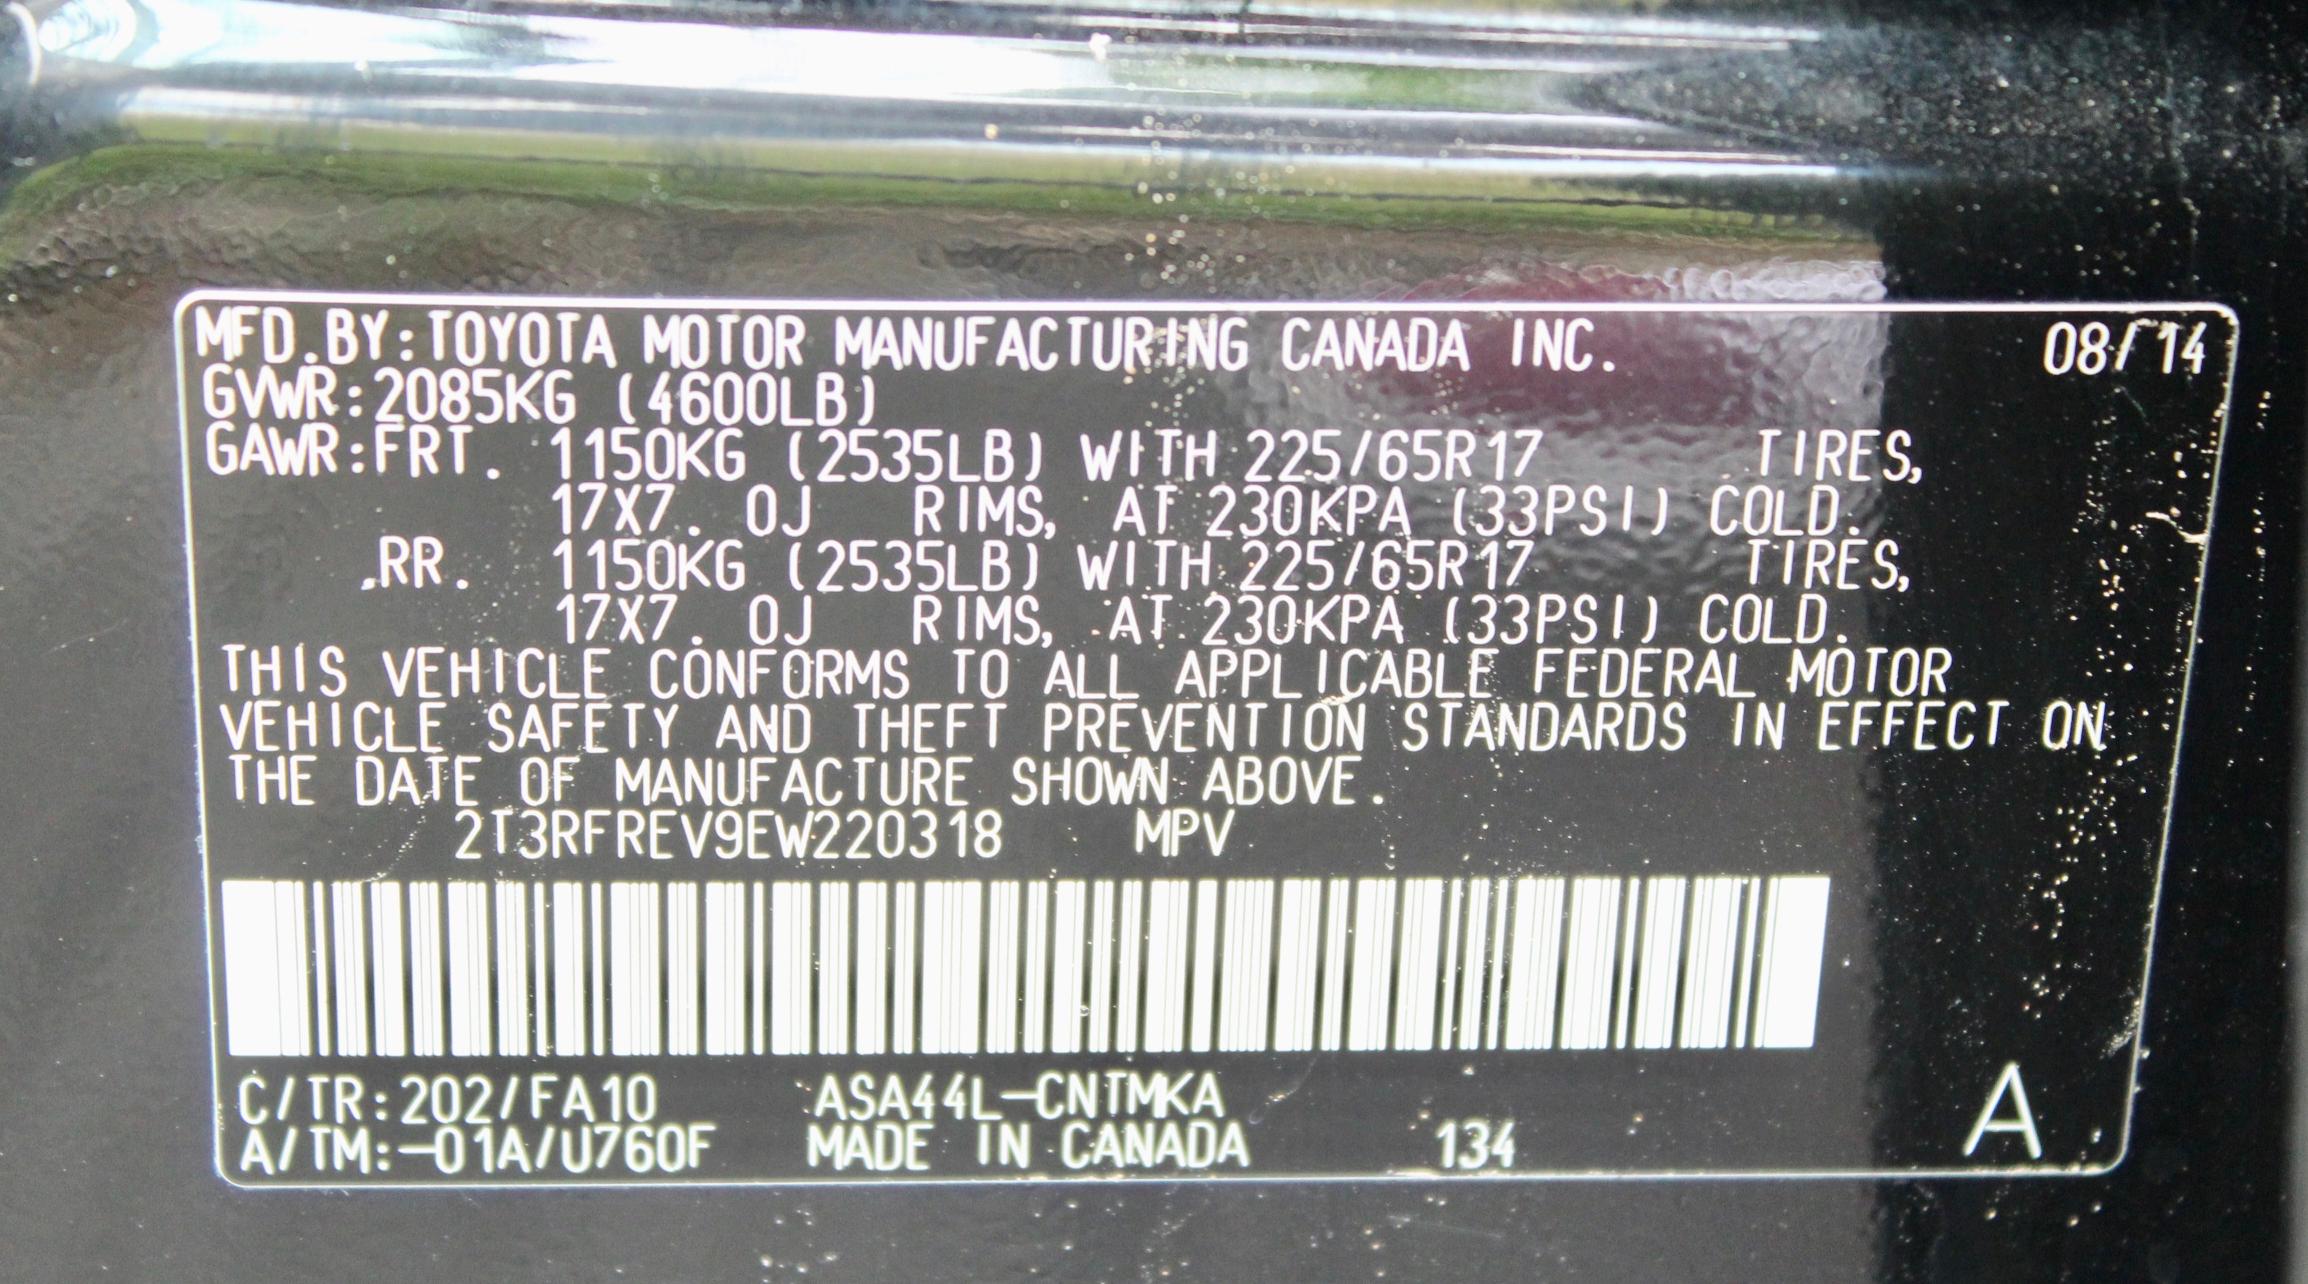 MFD.BY:TOYOTA MOTOR MANUFACTURING CANADA INC. 08/14
GVWR:2085KG (4600LB)
GAWR:FRT. 1150KG (2535LB) WITH 225/65R17 TIRES,
17X7. 0J RIMS, AT 230KPA (33PSI) COLD.
RR. 1150KG (2535LB) WITH 225/65R17 TIRES,
17X7. 0J RIMS, AT 230KPA (33PSI) COLD.
THIS VEHICLE CONFORMS TO ALL APPLICABLE FEDERAL MOTOR
VEHICLE SAFETY AND THEFT PREVENTION STANDARDS IN EFFECT ON
THE DATE OF MANUFACTURE SHOWN ABOVE.
2T3RFREV9EW220318 MPV
C/TR:202/FA10 ASA44L-CNTMKA
A/TM:-01A/U760F MADE IN CANADA 134 A